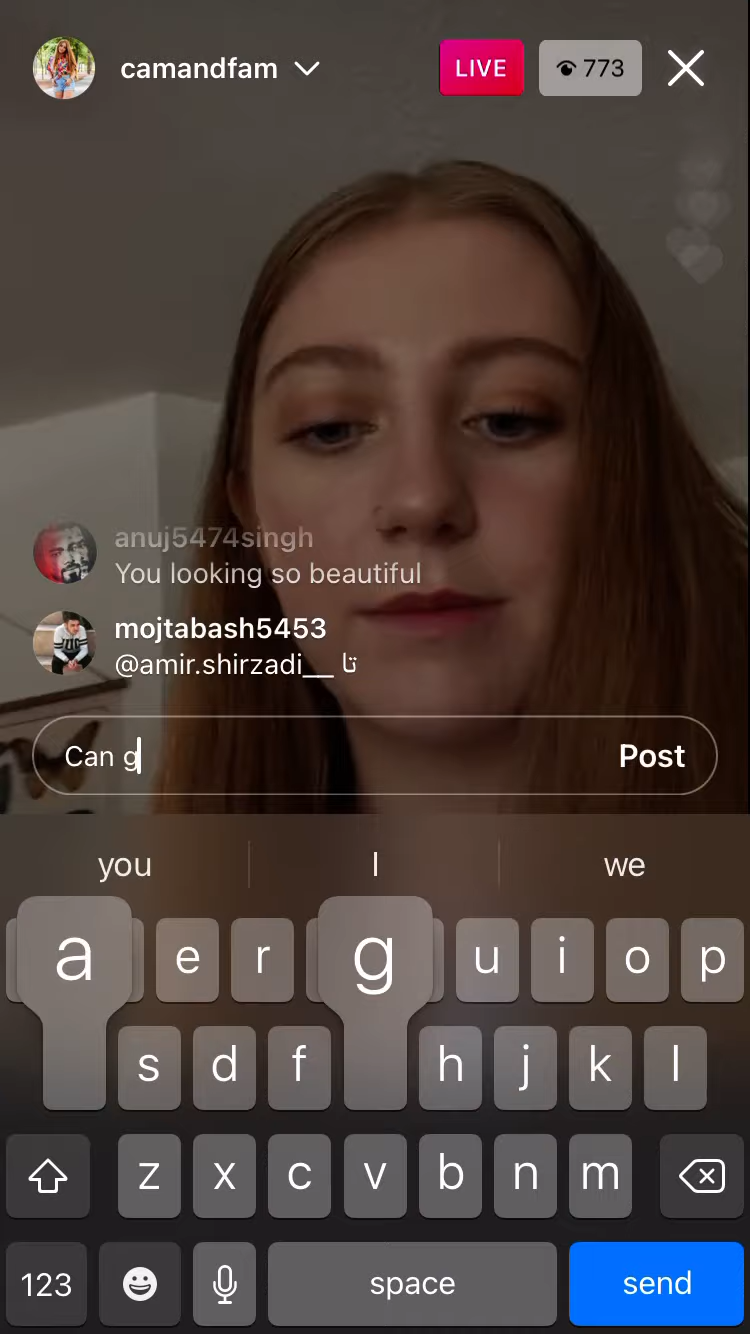 camandfam
LIVE
773
anuj5474singh
You looking so beautiful
mojtabash5453
@amir.shirzadi__ تا
Can g
Post
you I we
a e r g u i o p
s d f h j k l
z x c v b n m
123 space send